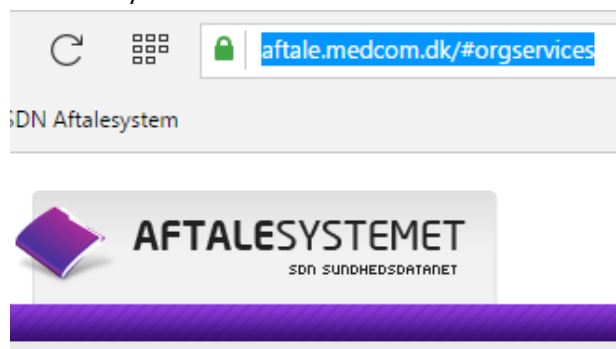 aftale.medcom.dk/#orgservices
SDN Aftalesystem
AFTALESYSTEMET
SDN SUNDHEDSDATANET